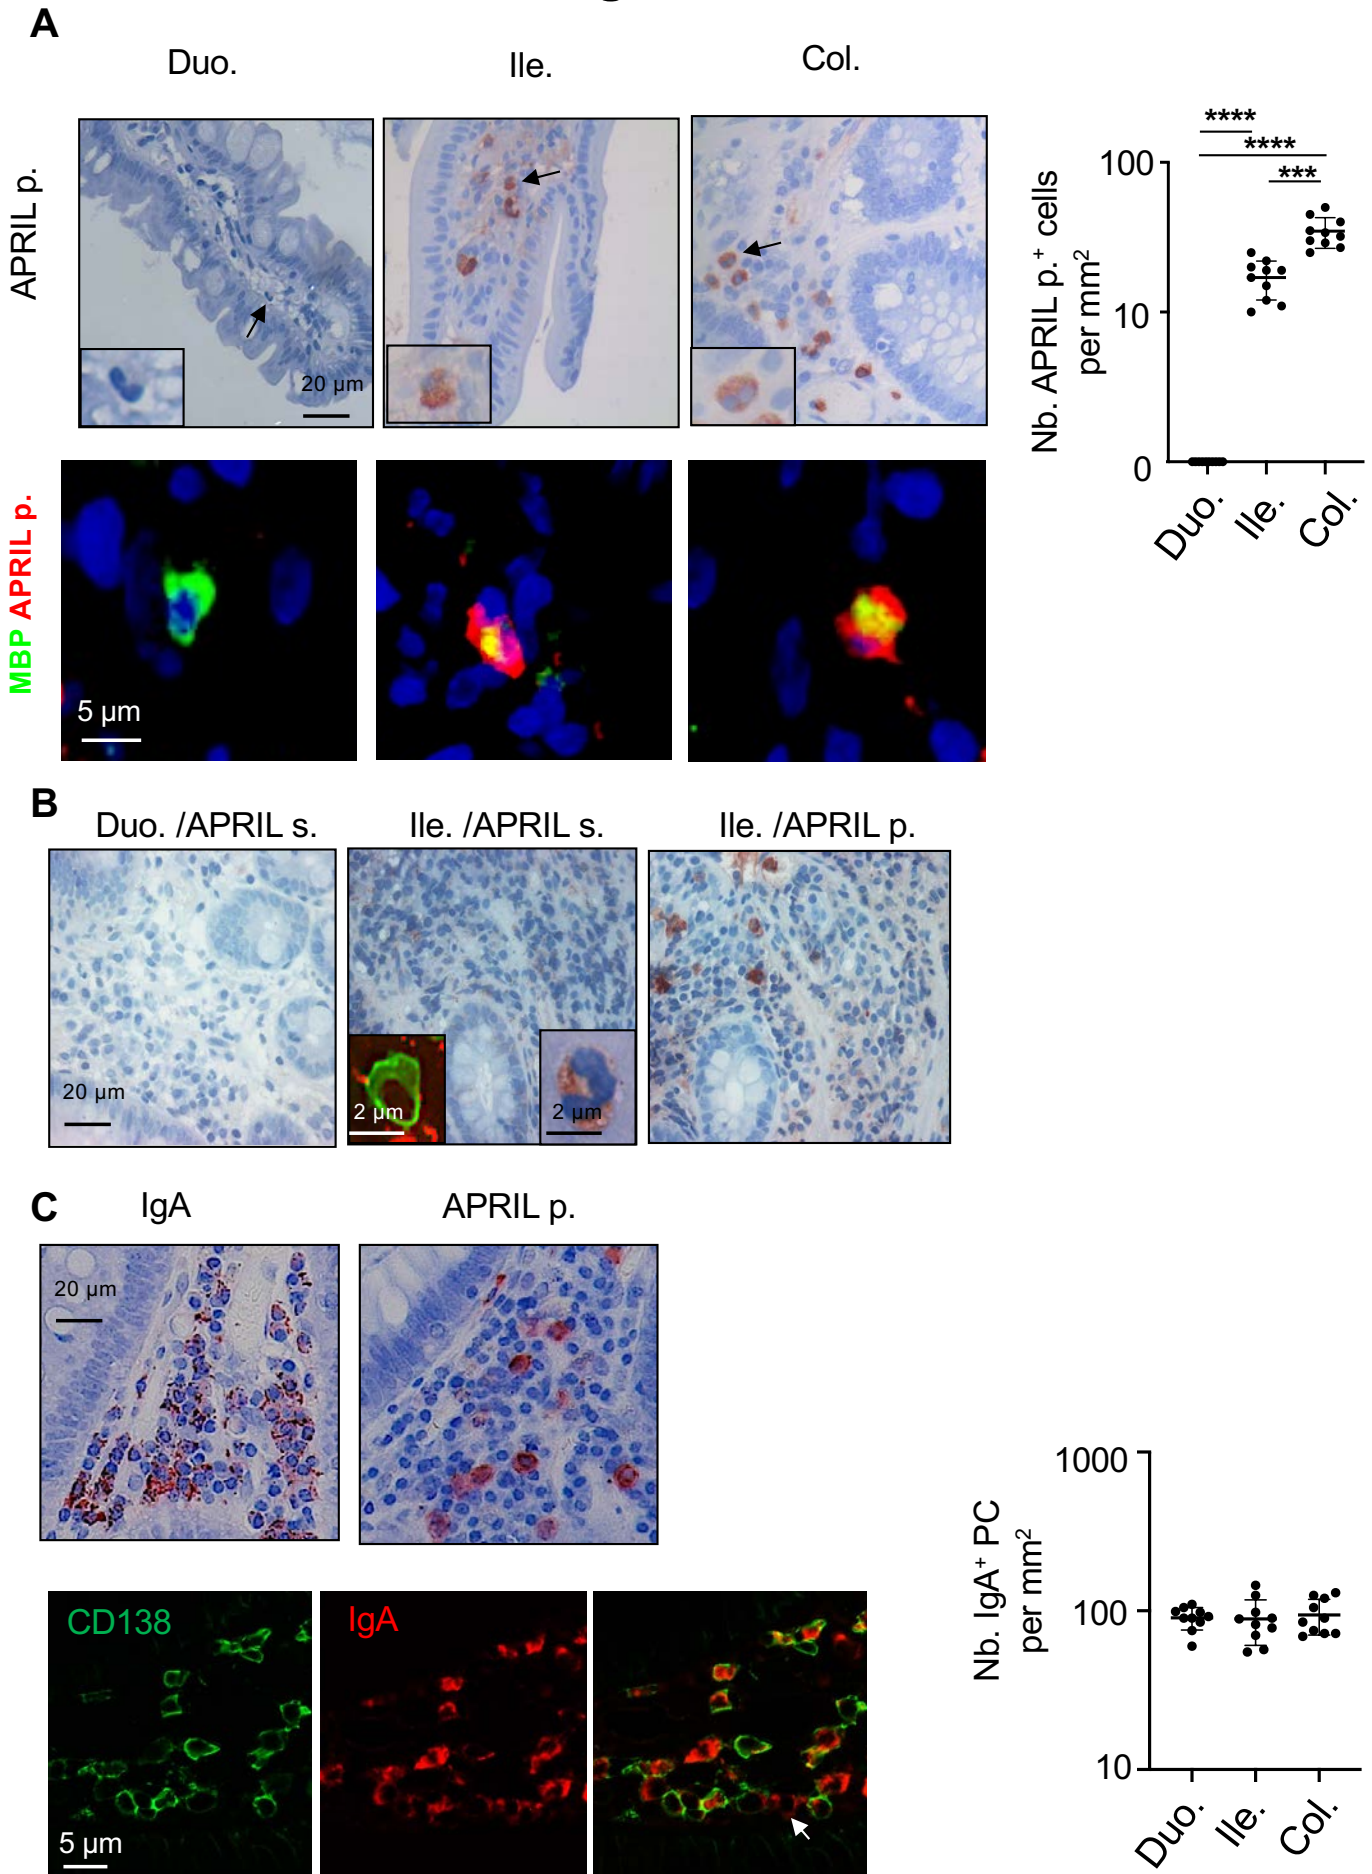 A
Duo.
Ile.
Col.
APRIL p.
20 µm
****
****
***
Nb. APRIL p.⁺ cells
per mm²
100
10
0
Duo.
Ile.
Col.
MBP APRIL p.
5 µm
B
Duo. /APRIL s.
Ile. /APRIL s.
Ile. /APRIL p.
20 µm
2 µm
2 µm
C
IgA
APRIL p.
20 µm
CD138
IgA
5 µm
Nb. IgA⁺ PC
per mm²
1000
100
10
Duo.
Ile.
Col.